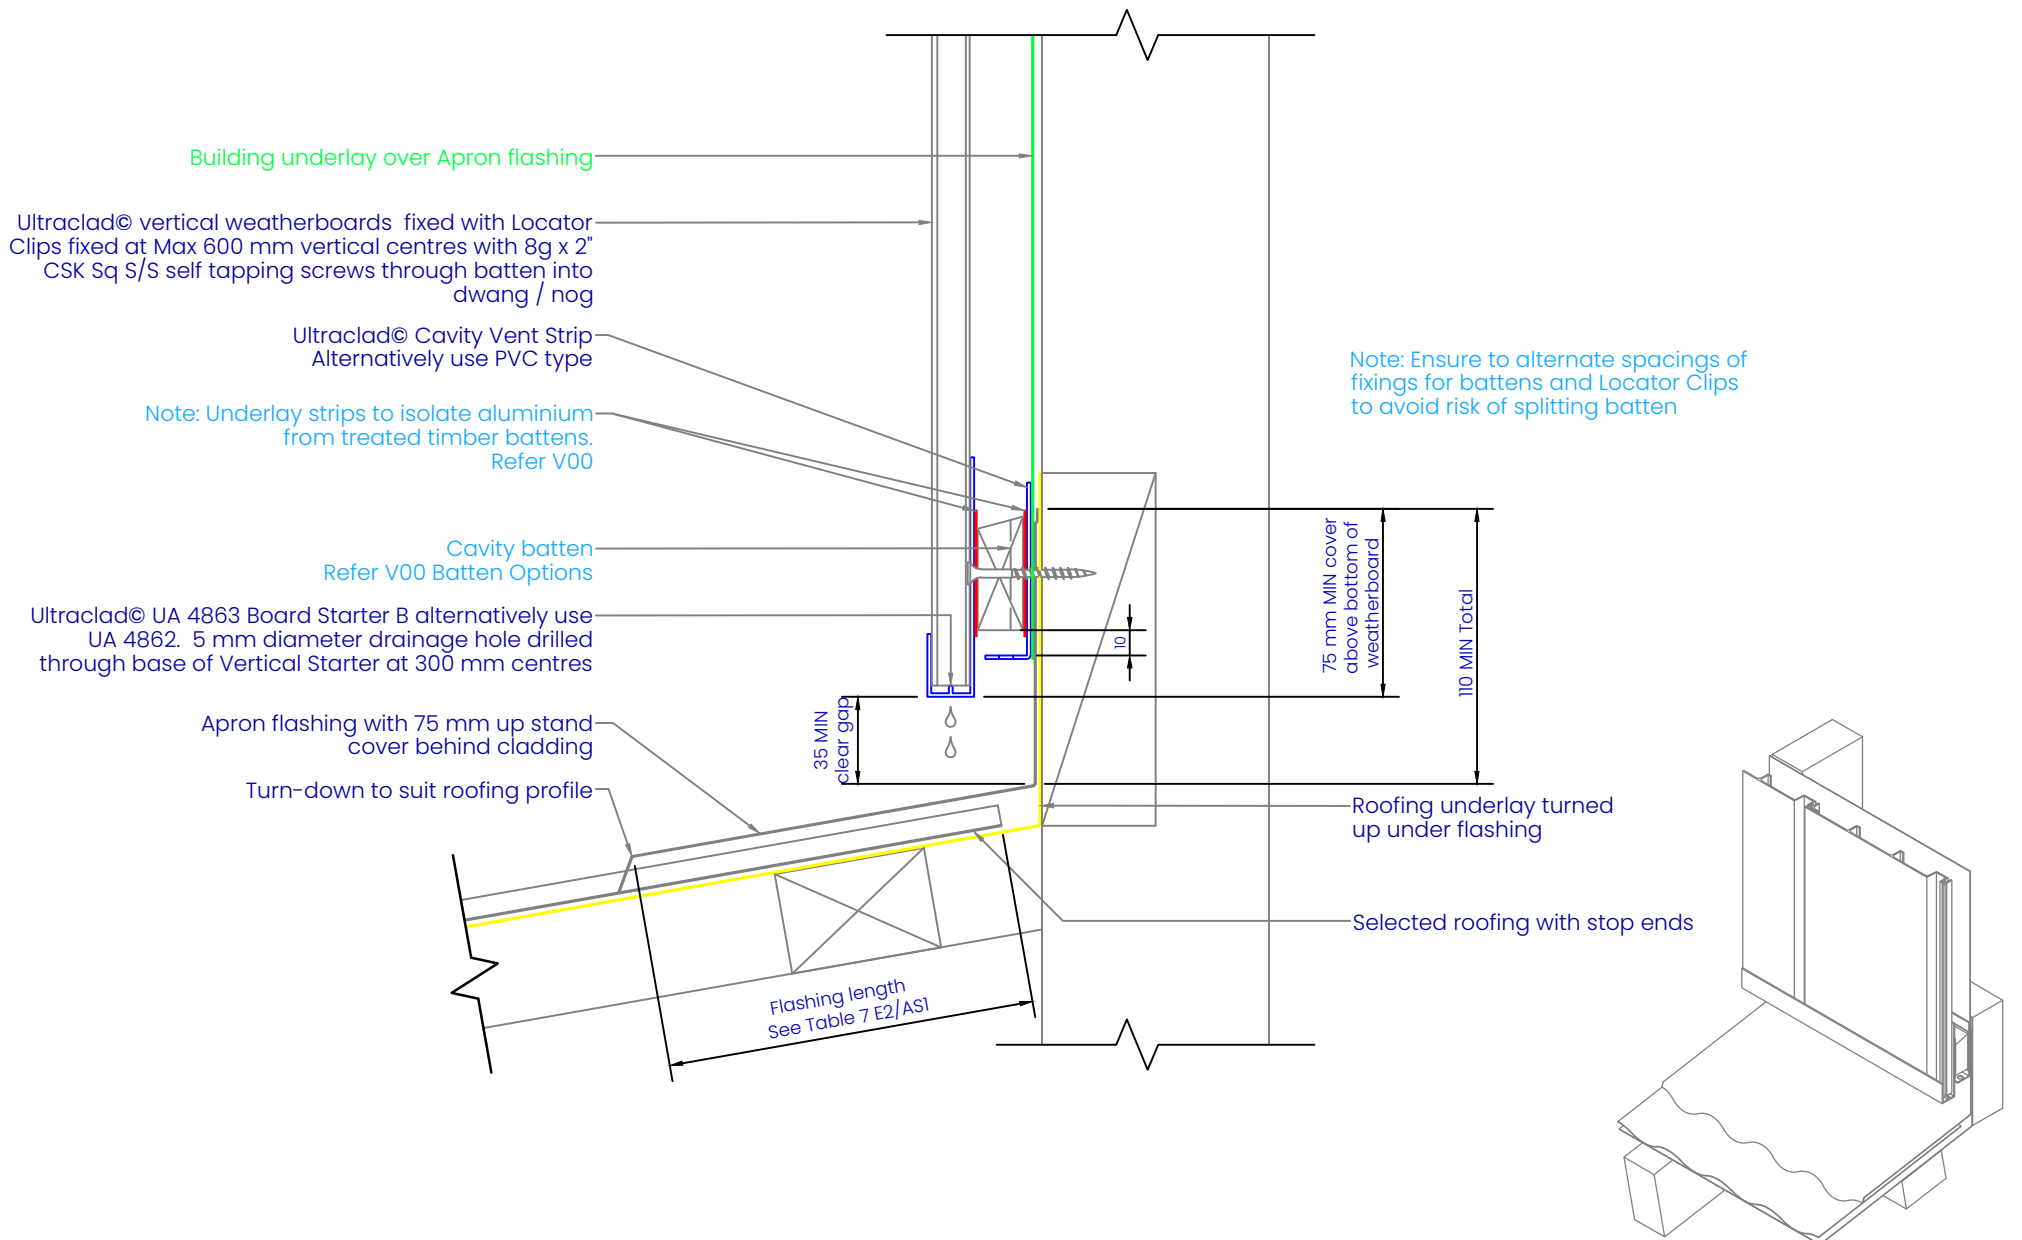 Building underlay over Apron flashing
Ultraclad© vertical weatherboards fixed with Locator
Clips fixed at Max 600 mm vertical centres with 8g x 2"
CSK Sq S/S self tapping screws through batten into
dwang / nog
Ultraclad© Cavity Vent Strip
Alternatively use PVC type
Note: Underlay strips to isolate aluminium
from treated timber battens.
Refer V00
Cavity batten
Refer V00 Batten Options
Ultraclad© UA 4863 Board Starter B alternatively use
UA 4862. 5 mm diameter drainage hole drilled
through base of Vertical Starter at 300 mm centres
Apron flashing with 75 mm up stand
cover behind cladding
Turn-down to suit roofing profile
35 MIN
clear gap
10
75 mm MIN cover
above bottom of
weatherboard
110 MIN Total
Note: Ensure to alternate spacings of
fixings for battens and Locator Clips
to avoid risk of splitting batten
Roofing underlay turned
up under flashing
Selected roofing with stop ends
Flashing length
See Table 7 E2/AS1